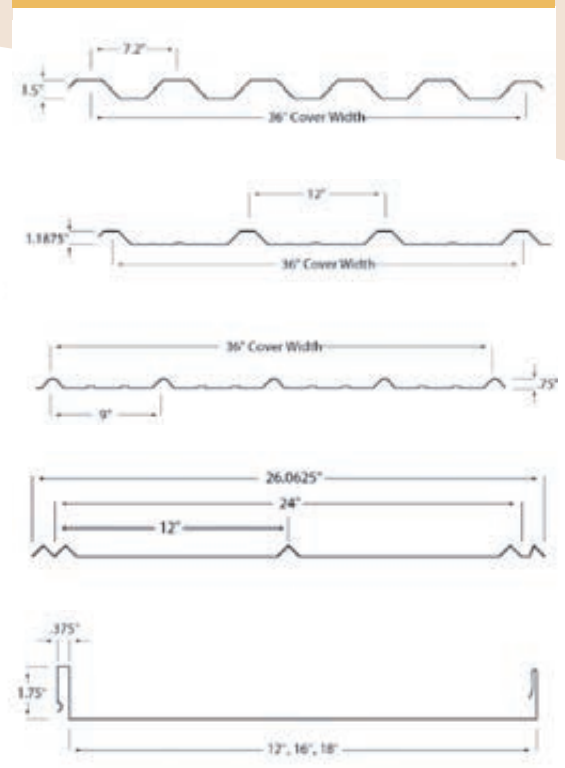 7.2"
1.5"
36" Cover Width
12"
1.1875"
36" Cover Width
36" Cover Width
.75"
9"
26.0625"
24"
12"
.375"
1.75"
12", 16", 18"